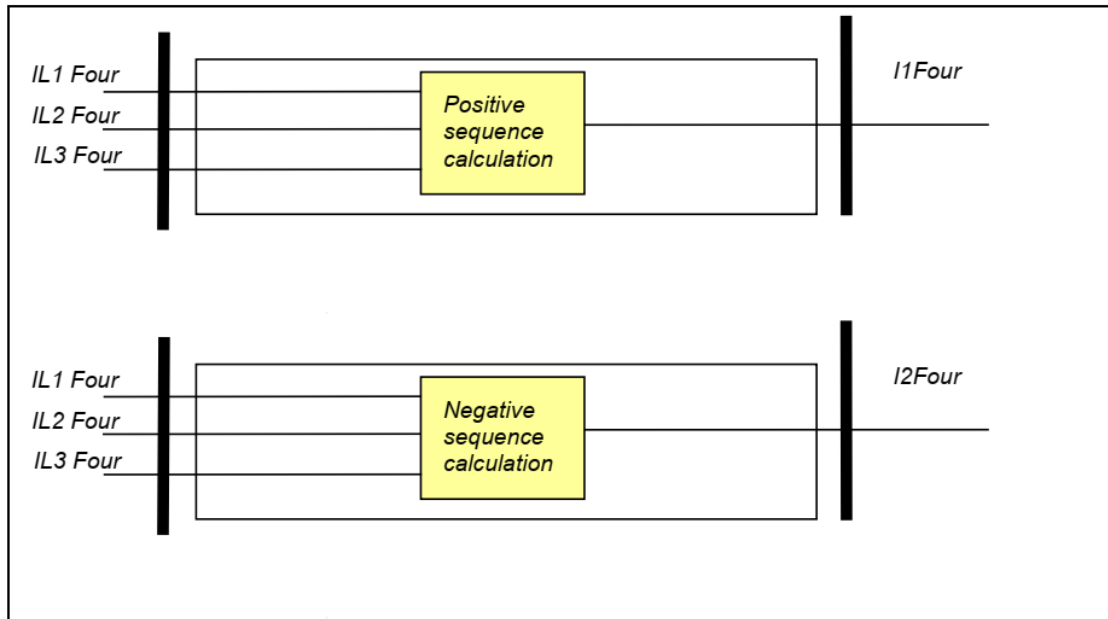 IL1 Four
IL2 Four
IL3 Four
Positive
sequence
calculation
I1Four
IL1 Four
IL2 Four
IL3 Four
Negative
sequence
calculation
I2Four